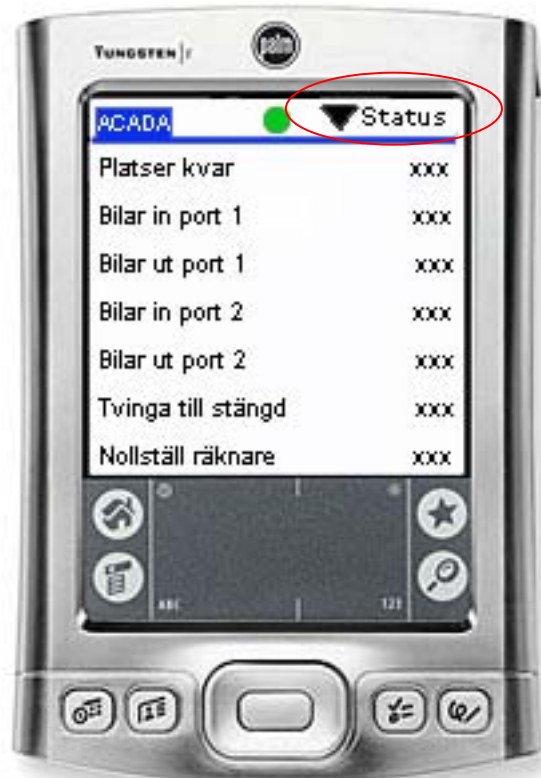 TUNGSTEN
palm
ACADA Status
Platser kvar xxx
Bilar in port 1 xxx
Bilar ut port 1 xxx
Bilar in port 2 xxx
Bilar ut port 2 xxx
Tvinga till stängd xxx
Nollställ räknare xxx
ABC 123